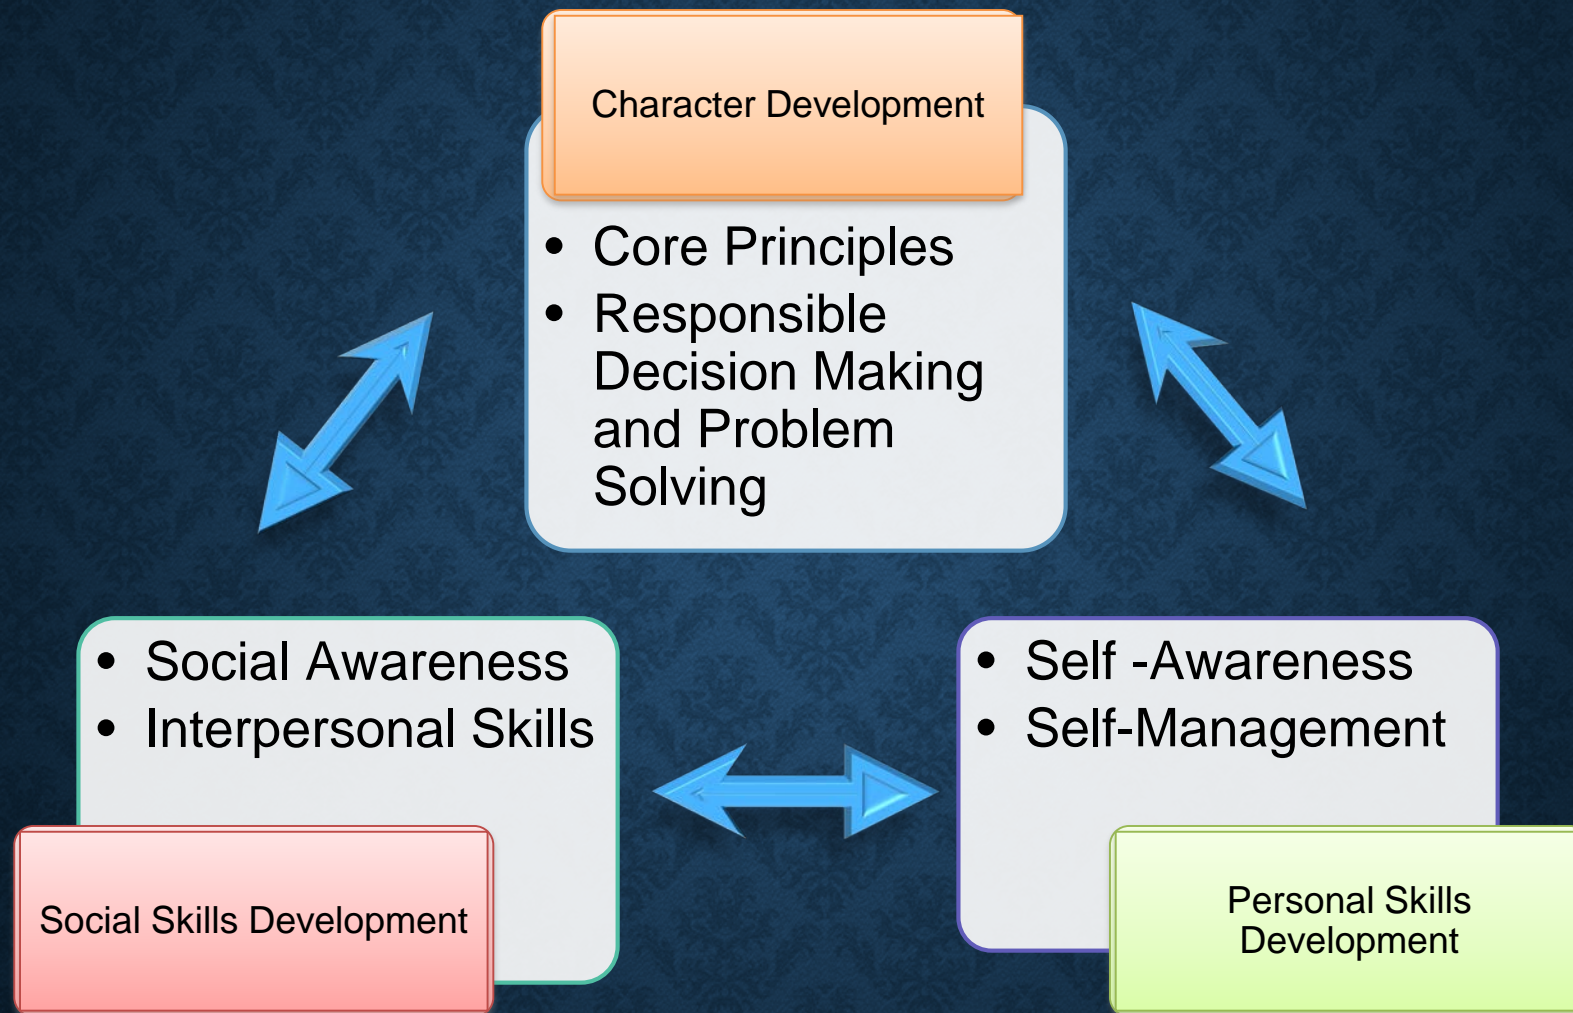 Character Development
• Core Principles
• Responsible
Decision Making
and Problem
Solving
• Social Awareness
• Interpersonal Skills
Social Skills Development
• Self -Awareness
• Self-Management
Personal Skills
Development